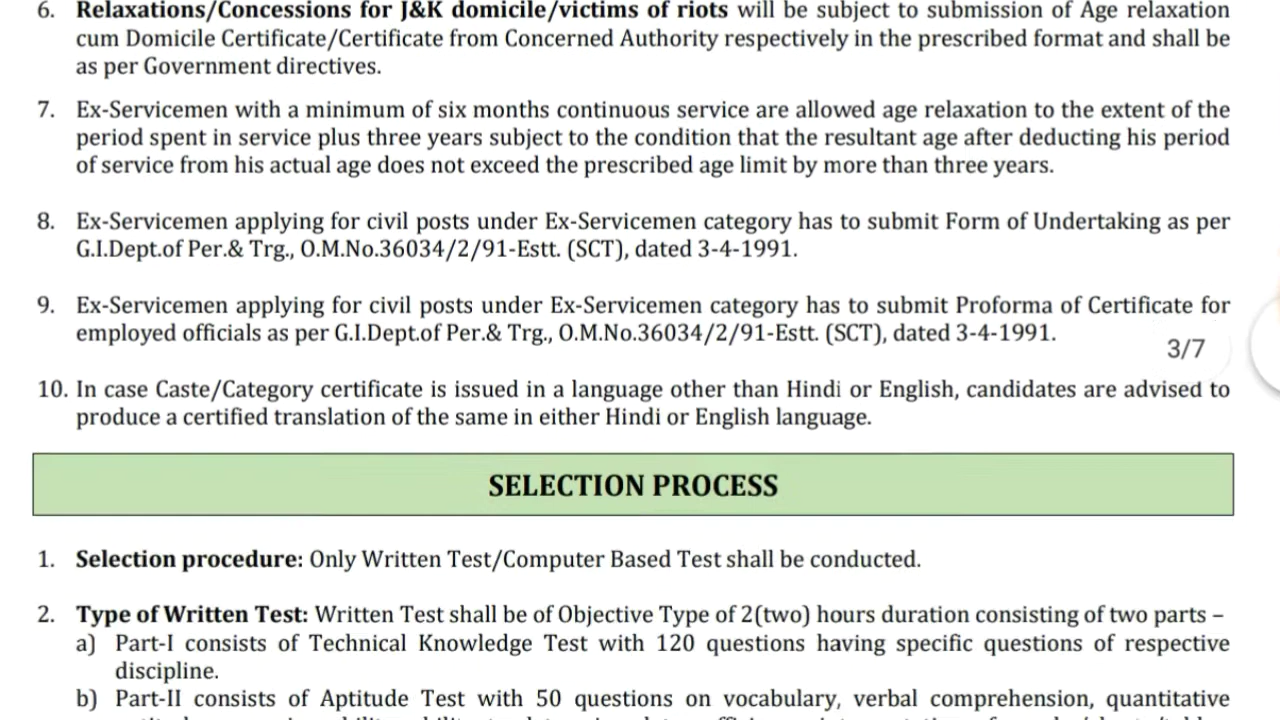 6. Relaxations/Concessions for J&K domicile/victims of riots will be subject to submission of Age relaxation
cum Domicile Certificate/Certificate from Concerned Authority respectively in the prescribed format and shall be
as per Government directives.
7. Ex-Servicemen with a minimum of six months continuous service are allowed age relaxation to the extent of the
period spent in service plus three years subject to the condition that the resultant age after deducting his period
of service from his actual age does not exceed the prescribed age limit by more than three years.
8. Ex-Servicemen applying for civil posts under Ex-Servicemen category has to submit Form of Undertaking as per
G.I.Dept.of Per.& Trg., O.M.No.36034/2/91-Estt. (SCT), dated 3-4-1991.
9. Ex-Servicemen applying for civil posts under Ex-Servicemen category has to submit Proforma of Certificate for
employed officials as per G.I.Dept.of Per.& Trg., O.M.No.36034/2/91-Estt. (SCT), dated 3-4-1991.
3/7
10. In case Caste/Category certificate is issued in a language other than Hindi or English, candidates are advised to
produce a certified translation of the same in either Hindi or English language.
SELECTION PROCESS
1. Selection procedure: Only Written Test/Computer Based Test shall be conducted.
2. Type of Written Test: Written Test shall be of Objective Type of 2(two) hours duration consisting of two parts –
a) Part-I consists of Technical Knowledge Test with 120 questions having specific questions of respective
discipline.
b) Part-II consists of Aptitude Test with 50 questions on vocabulary, verbal comprehension, quantitative